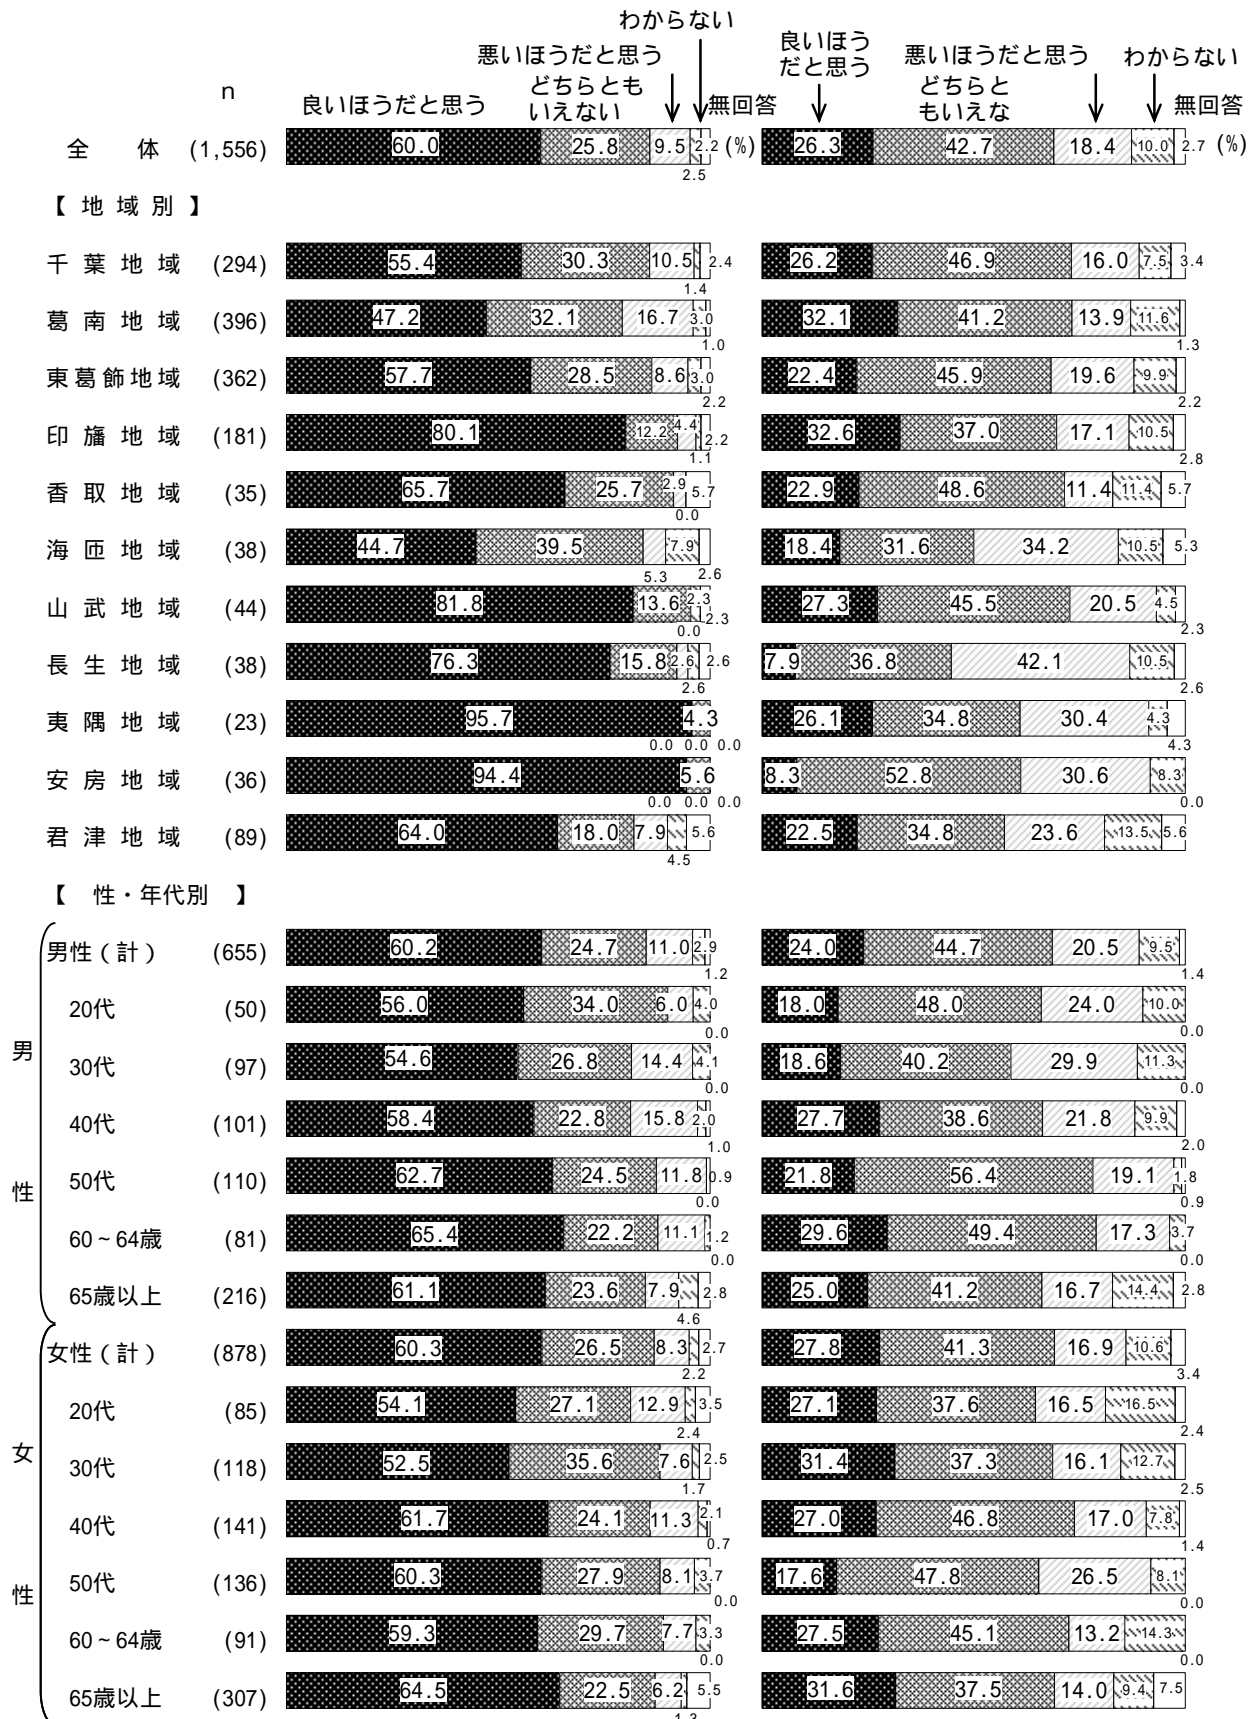 わからない
悪いほうだと思う
良いほうだと思う どちらとも いえない 無回答
良いほう だと思う
悪いほうだと思う わからない
どちらと もいえな 無回答
n
全 体 (1,556) 60.0 25.8 9.5 2.5 2.2 (%) 26.3 42.7 18.4 10.0 2.7 (%)
【 地 域 別 】
千 葉 地 域 (294) 55.4 30.3 10.5 1.4 2.4 26.2 46.9 16.0 7.5 3.4
葛 南 地 域 (396) 47.2 32.1 16.7 3.0 1.0 32.1 41.2 13.9 11.6 1.3
東 葛 飾 地 域 (362) 57.7 28.5 8.6 3.0 2.2 22.4 45.9 19.6 9.9 2.2
印 旛 地 域 (181) 80.1 12.2 4.4 1.1 2.2 32.6 37.0 17.1 10.5 2.8
香 取 地 域 (35) 65.7 25.7 2.9 0.0 5.7 22.9 48.6 11.4 11.4 5.7
海 匝 地 域 (38) 44.7 39.5 5.3 7.9 2.6 18.4 31.6 34.2 10.5 5.3
山 武 地 域 (44) 81.8 13.6 0.0 2.3 2.3 27.3 45.5 20.5 4.5 2.3
長 生 地 域 (38) 76.3 15.8 2.6 2.6 2.6 7.9 36.8 42.1 10.5 2.6
夷 隅 地 域 (23) 95.7 4.3 0.0 0.0 0.0 26.1 34.8 30.4 4.3 4.3
安 房 地 域 (36) 94.4 5.6 0.0 0.0 0.0 8.3 52.8 30.6 8.3 0.0
君 津 地 域 (89) 64.0 18.0 7.9 4.5 5.6 22.5 34.8 23.6 13.5 5.6
【 性・年代別 】
男性（計） (655) 60.2 24.7 11.0 2.9 1.2 24.0 44.7 20.5 9.5 1.4
20代 (50) 56.0 34.0 6.0 4.0 0.0 18.0 48.0 24.0 10.0 0.0
男
30代 (97) 54.6 26.8 14.4 4.1 0.0 18.6 40.2 29.9 11.3 0.0
40代 (101) 58.4 22.8 15.8 2.0 1.0 27.7 38.6 21.8 9.9 2.0
性
50代 (110) 62.7 24.5 11.8 0.0 0.9 21.8 56.4 19.1 1.8 0.9
60～64歳 (81) 65.4 22.2 11.1 1.2 0.0 29.6 49.4 17.3 3.7 0.0
65歳以上 (216) 61.1 23.6 7.9 4.6 2.8 25.0 41.2 16.7 14.4 2.8
女性（計） (878) 60.3 26.5 8.3 2.2 2.7 27.8 41.3 16.9 10.6 3.4
20代 (85) 54.1 27.1 12.9 2.4 3.5 27.1 37.6 16.5 16.5 2.4
女
30代 (118) 52.5 35.6 7.6 1.7 2.5 31.4 37.3 16.1 12.7 2.5
40代 (141) 61.7 24.1 11.3 2.1 0.7 27.0 46.8 17.0 7.8 1.4
性
50代 (136) 60.3 27.9 8.1 3.7 0.0 17.6 47.8 26.5 8.1 0.0
60～64歳 (91) 59.3 29.7 7.7 3.3 0.0 27.5 45.1 13.2 14.3 0.0
65歳以上 (307) 64.5 22.5 6.2 1.3 5.5 31.6 37.5 14.0 9.4 7.5